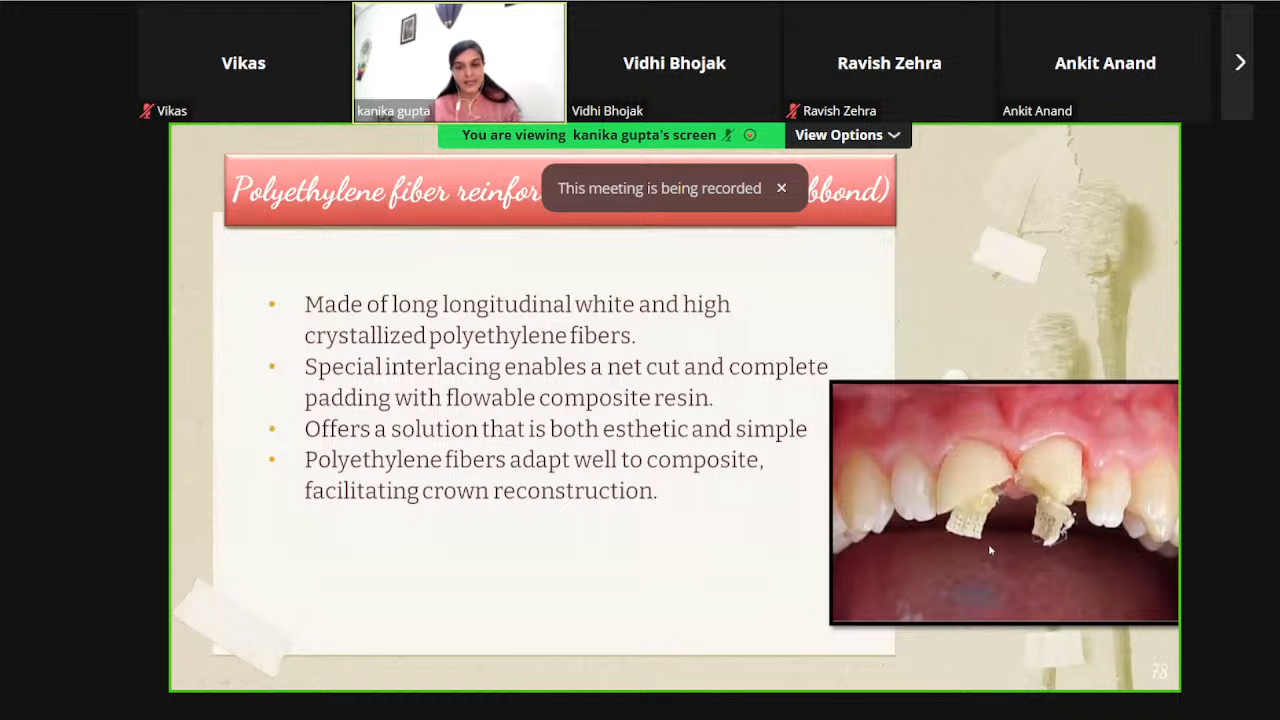 Vikas
Vidhi Bhojak
Ravish Zehra
Ankit Anand
Vikas
kanika gupta
Vidhi Bhojak
Ravish Zehra
Ankit Anand
You are viewing kanika gupta's screen
View Options
Polyethylene fiber reinfor
This meeting is being recorded
bbond)
• Made of long longitudinal white and high
crystallized polyethylene fibers.
• Special interlacing enables a net cut and complete
padding with flowable composite resin.
• Offers a solution that is both esthetic and simple
• Polyethylene fibers adapt well to composite,
facilitating crown reconstruction.
78